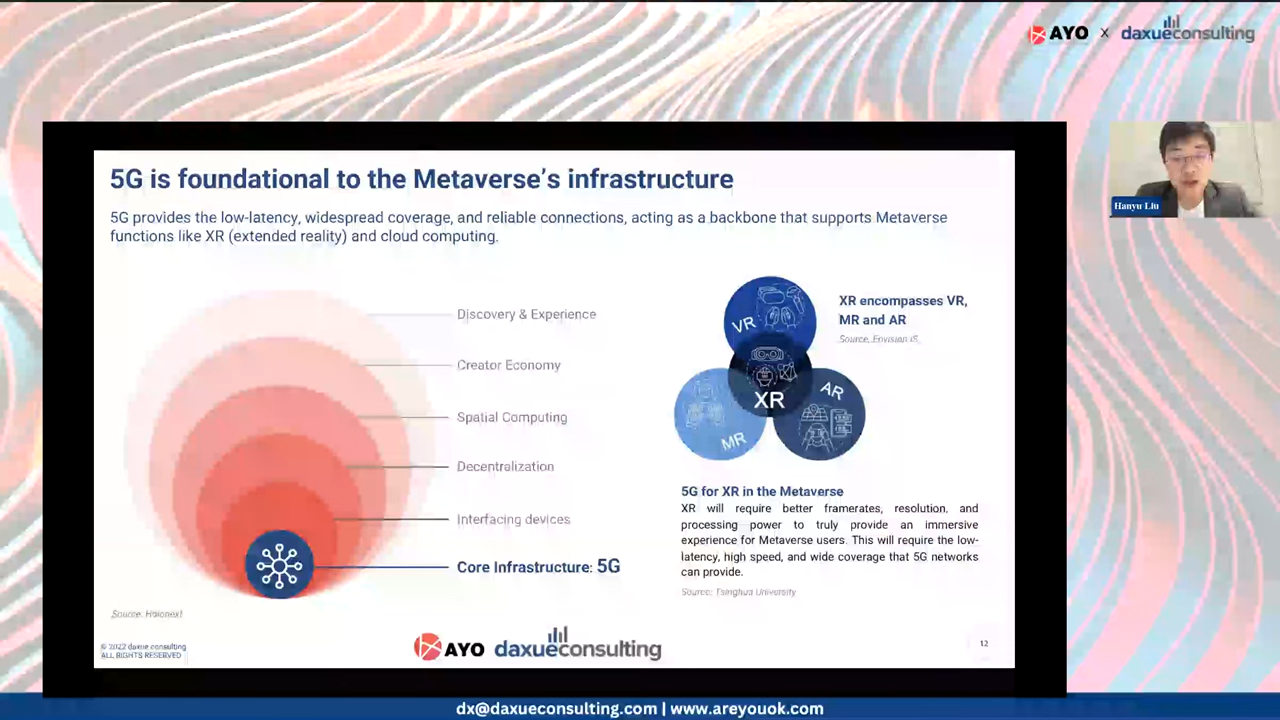 AYO x daxueconsulting
Hanyu Liu
5G is foundational to the Metaverse's infrastructure
5G provides the low-latency, widespread coverage, and reliable connections, acting as a backbone that supports Metaverse
functions like XR (extended reality) and cloud computing.
Discovery & Experience
Creator Economy
Spatial Computing
Decentralization
Interfacing devices
Core Infrastructure: 5G
Source: Halonext
VR
XR
AR
MR
XR encompasses VR,
MR and AR
Source: Envision IS
5G for XR in the Metaverse
XR will require better framerates, resolution, and
processing power to truly provide an immersive
experience for Metaverse users. This will require the low-
latency, high speed, and wide coverage that 5G networks
can provide.
Source: Tsinghua University
© 2022 daxue consulting
ALL RIGHTS RESERVED
AYO daxueconsulting
12
dx@daxueconsulting.com | www.areyouok.com